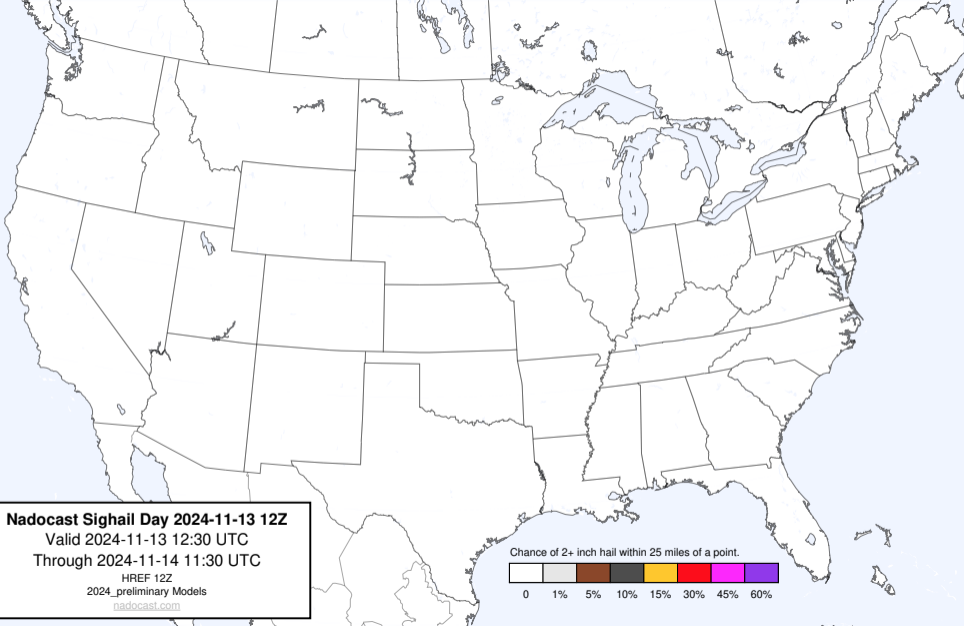 Nadocast Sighail Day 2024-11-13 12Z
Valid 2024-11-13 12:30 UTC
Through 2024-11-14 11:30 UTC
HREF 12Z
2024_preliminary Models
nadocast.com
Chance of 2+ inch hail within 25 miles of a point.
0 1% 5% 10% 15% 30% 45% 60%